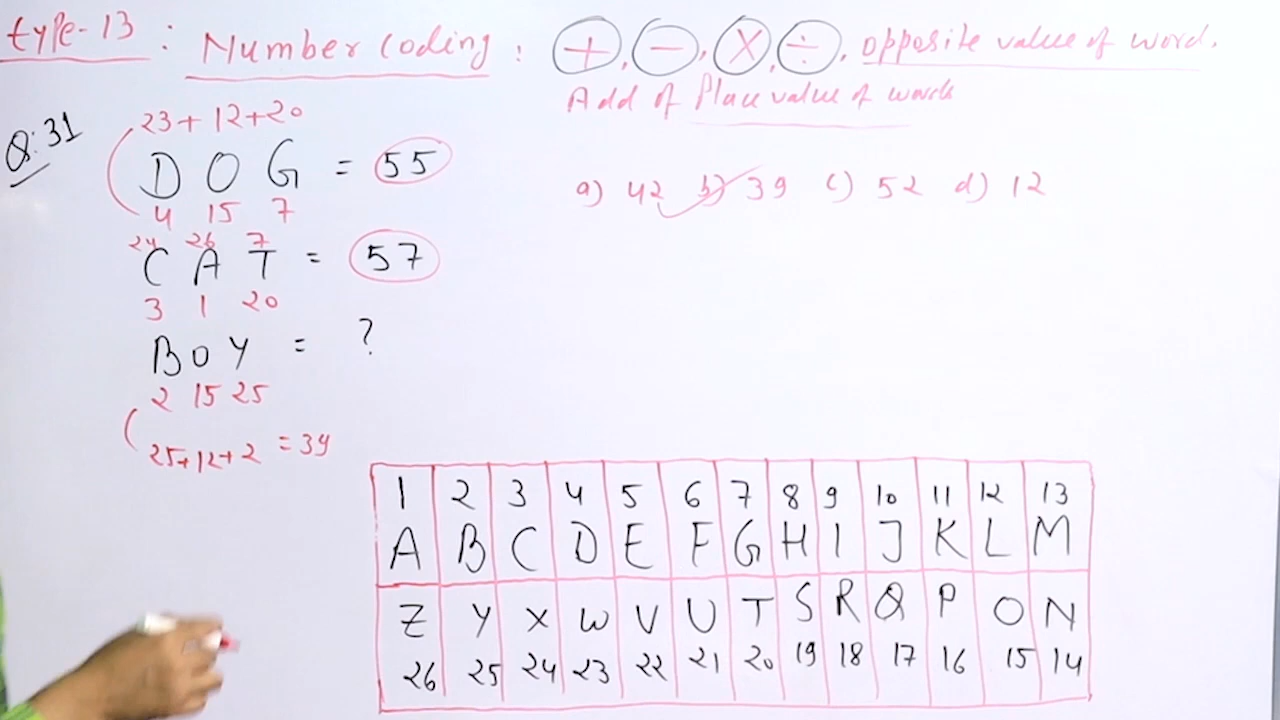 type-13 : Number coding : +, -, ×, ÷, opposite value of word.
Add of Place value of words
Q:31
23+12+20
D O G = 55
4 15 7
a) 42 b) 39 c) 52 d) 12
24 26 7
C A T = 57
3 1 20
B O Y = ?
2 15 25
25+12+2 = 39
1 2 3 4 5 6 7 8 9 10 11 12 13
A B C D E F G H I J K L M
Z Y X W V U T S R Q P O N
26 25 24 23 22 21 20 19 18 17 16 15 14